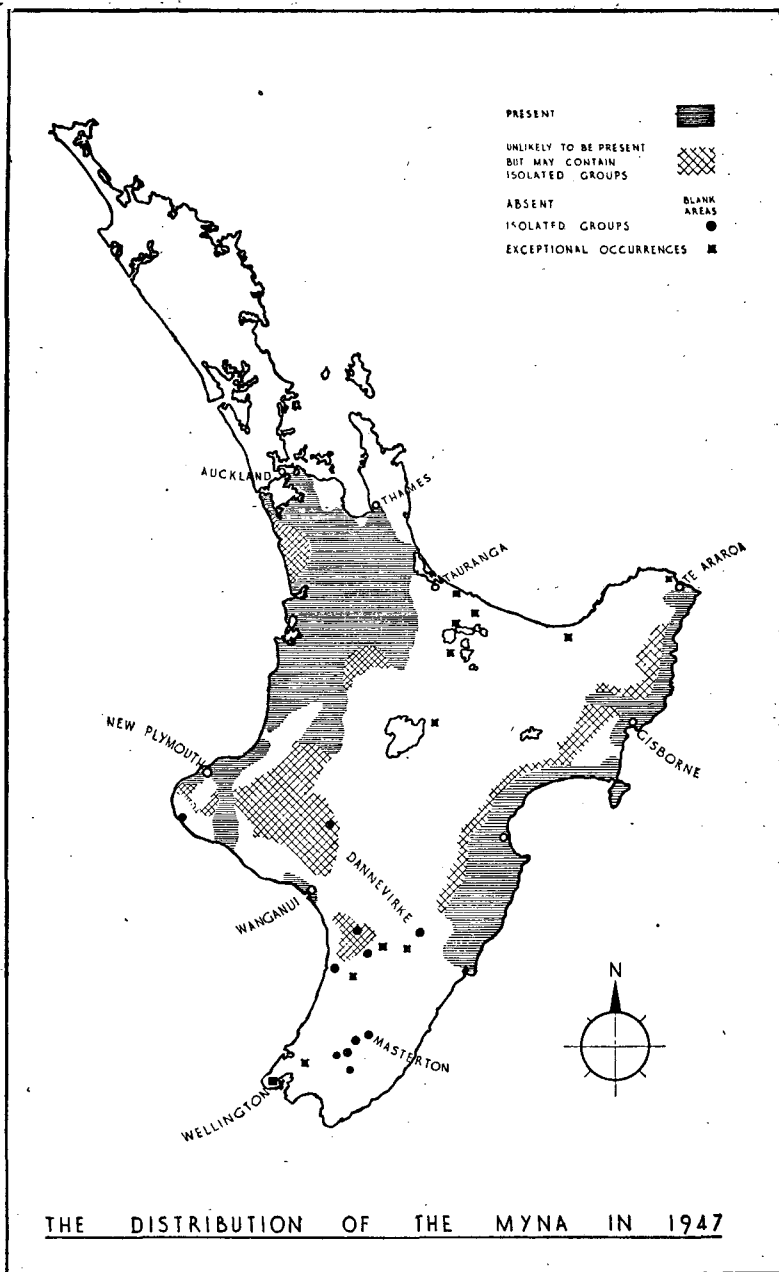 PRESENT
UNLIKELY TO BE PRESENT
BUT MAY CONTAIN
ISOLATED GROUPS
ABSENT BLANK
AREAS
ISOLATED GROUPS
EXCEPTIONAL OCCURRENCES
AUCKLAND
THAMES
TAURANGA
TE ARAROA
NEW PLYMOUTH
GISBORNE
DANNEVIRKE
WANGANUI
N
MASTERTON
WELLINGTON
THE DISTRIBUTION OF THE MYNA IN 1947